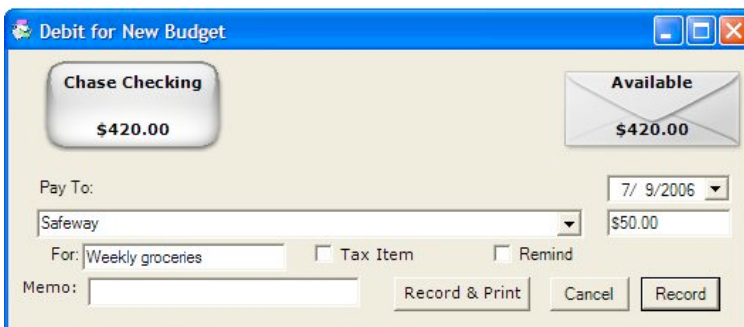 Debit for New Budget
Chase Checking
$420.00
Available
$420.00
Pay To:
7/ 9/2006
Safeway
$50.00
For: Weekly groceries
Tax Item
Remind
Memo:
Record & Print
Cancel
Record